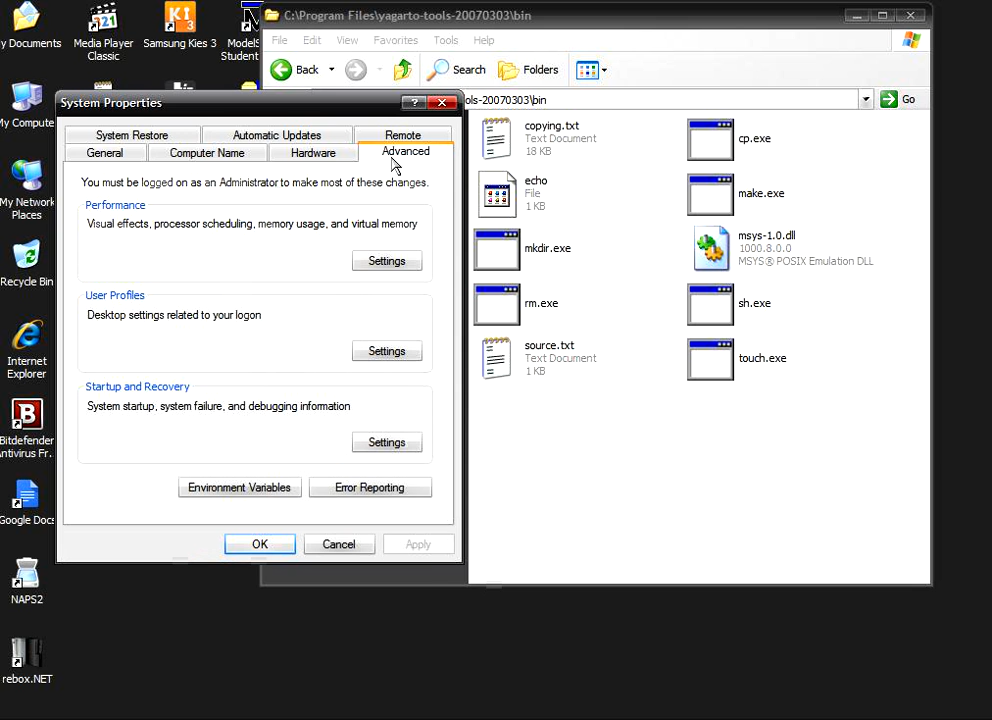 y Documents
Media Player
Classic
Samsung Kies 3
ModelS
Student
My Compute
My Network
Places
Recycle Bin
Internet
Explorer
Bitdefender
Antivirus Fr...
Google Docs
NAPS2
rebox.NET
C:\Program Files\yagarto-tools-20070303\bin
File Edit View Favorites Tools Help
Back Search Folders
ols-20070303\bin Go
copying.txt
Text Document
18 KB
cp.exe
echo
File
1 KB
make.exe
mkdir.exe
msys-1.0.dll
1000.8.0.0
MSYS® POSIX Emulation DLL
rm.exe
sh.exe
source.txt
Text Document
1 KB
touch.exe
System Properties
System Restore Automatic Updates Remote
General Computer Name Hardware Advanced
You must be logged on as an Administrator to make most of these changes.
Performance
Visual effects, processor scheduling, memory usage, and virtual memory
Settings
User Profiles
Desktop settings related to your logon
Settings
Startup and Recovery
System startup, system failure, and debugging information
Settings
Environment Variables Error Reporting
OK Cancel Apply